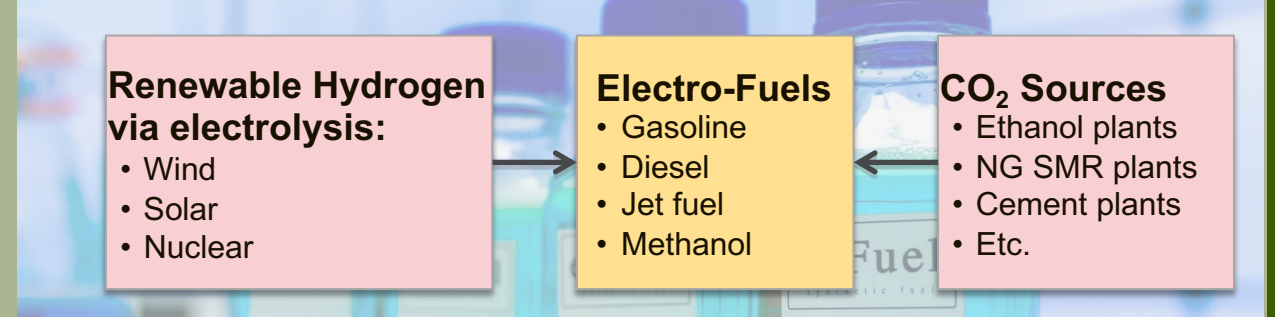 Renewable Hydrogen
via electrolysis:
• Wind
• Solar
• Nuclear
Electro-Fuels
• Gasoline
• Diesel
• Jet fuel
• Methanol
CO₂ Sources
• Ethanol plants
• NG SMR plants
• Cement plants
• Etc.
Fuel